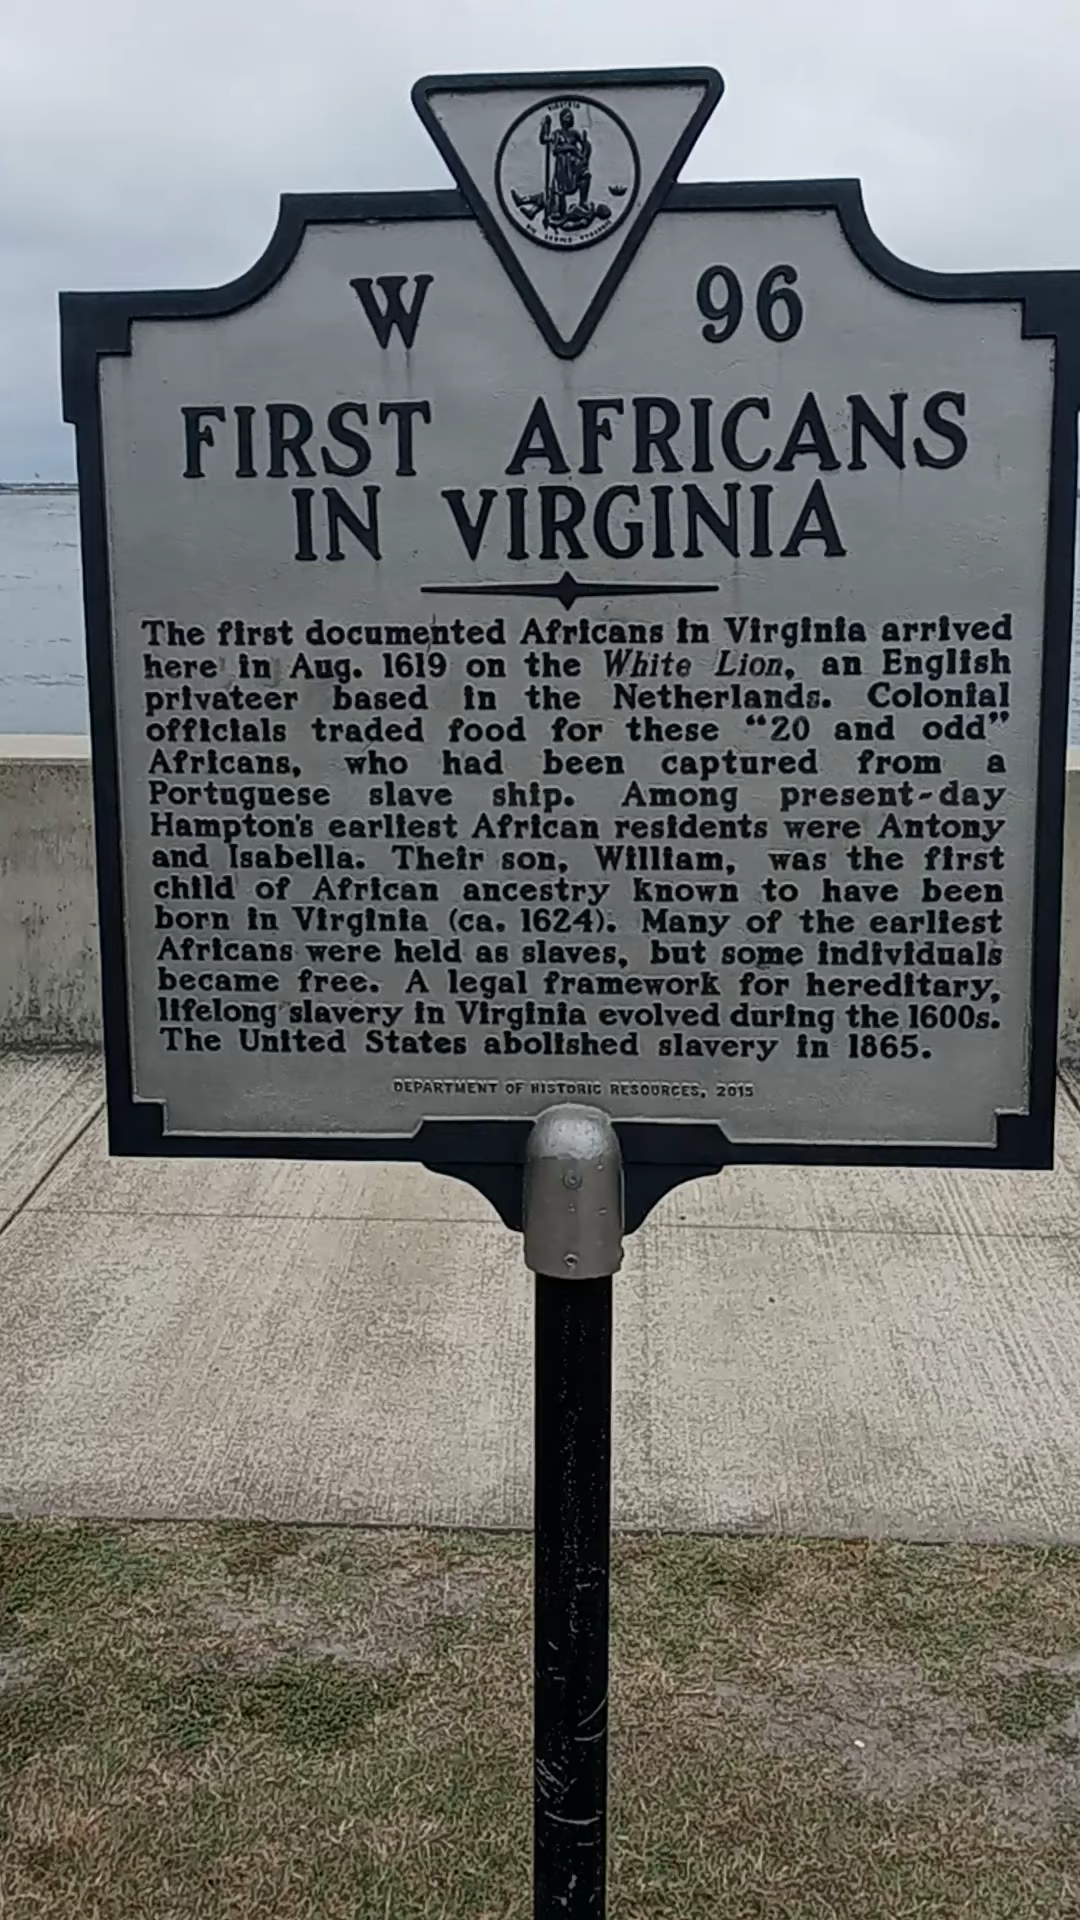 VIRGINIA
SIC SEMPER TYRANNIS
W 96
FIRST AFRICANS
IN VIRGINIA
The first documented Africans in Virginia arrived
here in Aug. 1619 on the White Lion, an English
privateer based in the Netherlands. Colonial
officials traded food for these “20 and odd”
Africans, who had been captured from a
Portuguese slave ship. Among present-day
Hampton's earliest African residents were Antony
and Isabella. Their son, William, was the first
child of African ancestry known to have been
born in Virginia (ca. 1624). Many of the earliest
Africans were held as slaves, but some individuals
became free. A legal framework for hereditary,
lifelong slavery in Virginia evolved during the 1600s.
The United States abolished slavery in 1865.
DEPARTMENT OF HISTORIC RESOURCES, 2015